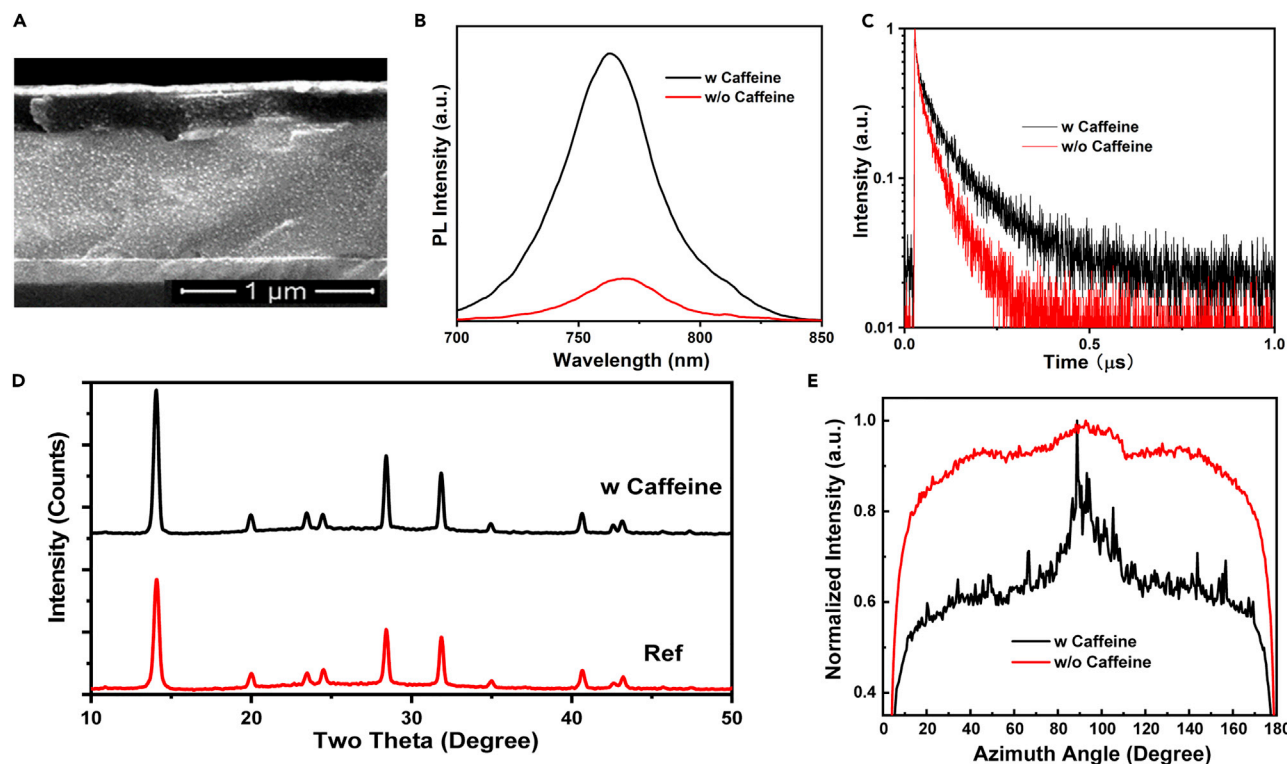 A
1 μm
B
PL Intensity (a.u.)
w Caffeine
w/o Caffeine
700 750 800 850
Wavelength (nm)
C
Intensity (a.u.)
1
0.1
0.01
w Caffeine
w/o Caffeine
0.0 0.5 1.0
Time (μs)
D
Intensity (Counts)
w Caffeine
Ref
10 20 30 40 50
Two Theta (Degree)
E
Normalized Intensity (a.u.)
1.0
0.8
0.6
0.4
w Caffeine
w/o Caffeine
0 20 40 60 80 100 120 140 160 180
Azimuth Angle (Degree)